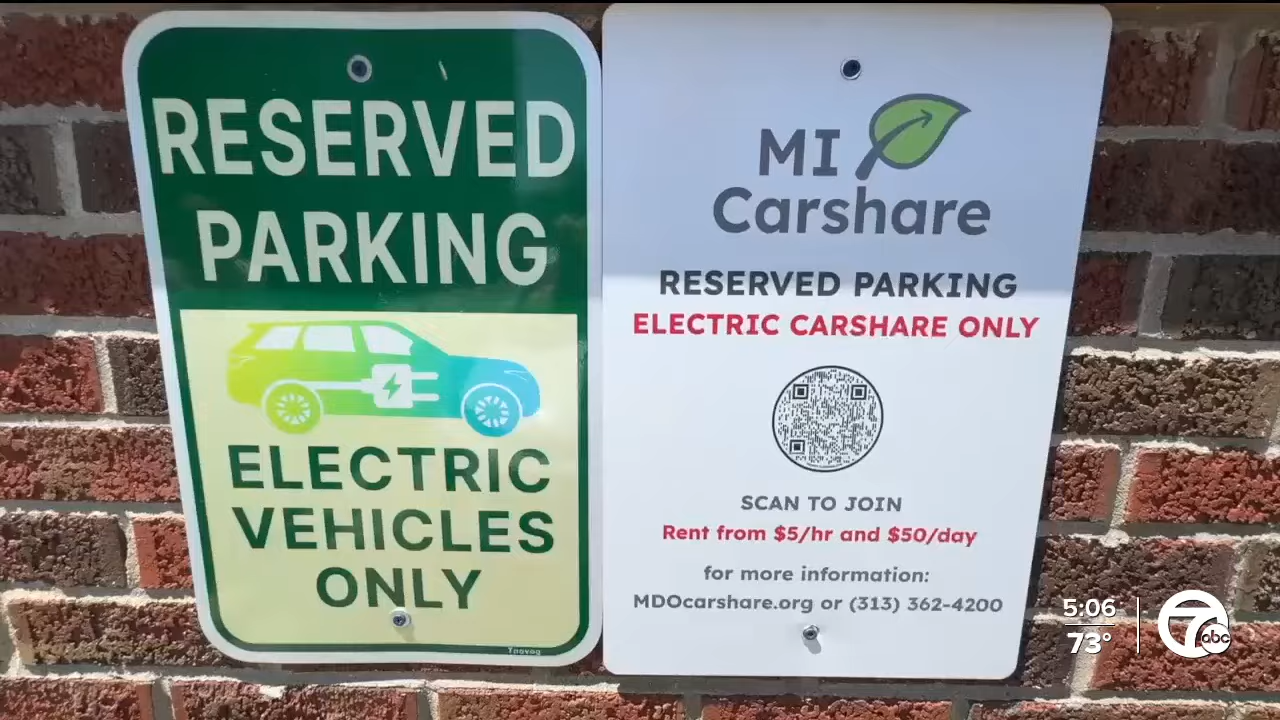 RESERVED
PARKING
ELECTRIC
VEHICLES
ONLY
MI
Carshare
RESERVED PARKING
ELECTRIC CARSHARE ONLY
SCAN TO JOIN
Rent from $5/hr and $50/day
for more information:
MDOcarshare.org or (313) 362-4200
5:06
73°
7abc